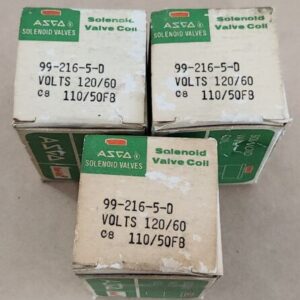 ASCO
SOLENOID VALVES
Solenoid
Valve Coil
99-216-5-D
VOLTS 120/60
C8 110/50FB
ASCO
SOLENOID VALVES
Solenoid
Valve Coil
99-216-5-D
VOLTS 120/60
C8 110/50FB
ASCO
SOLENOID VALVES
Solenoid
Valve Coil
99-216-5-D
VOLTS 120/60
C8 110/50FB